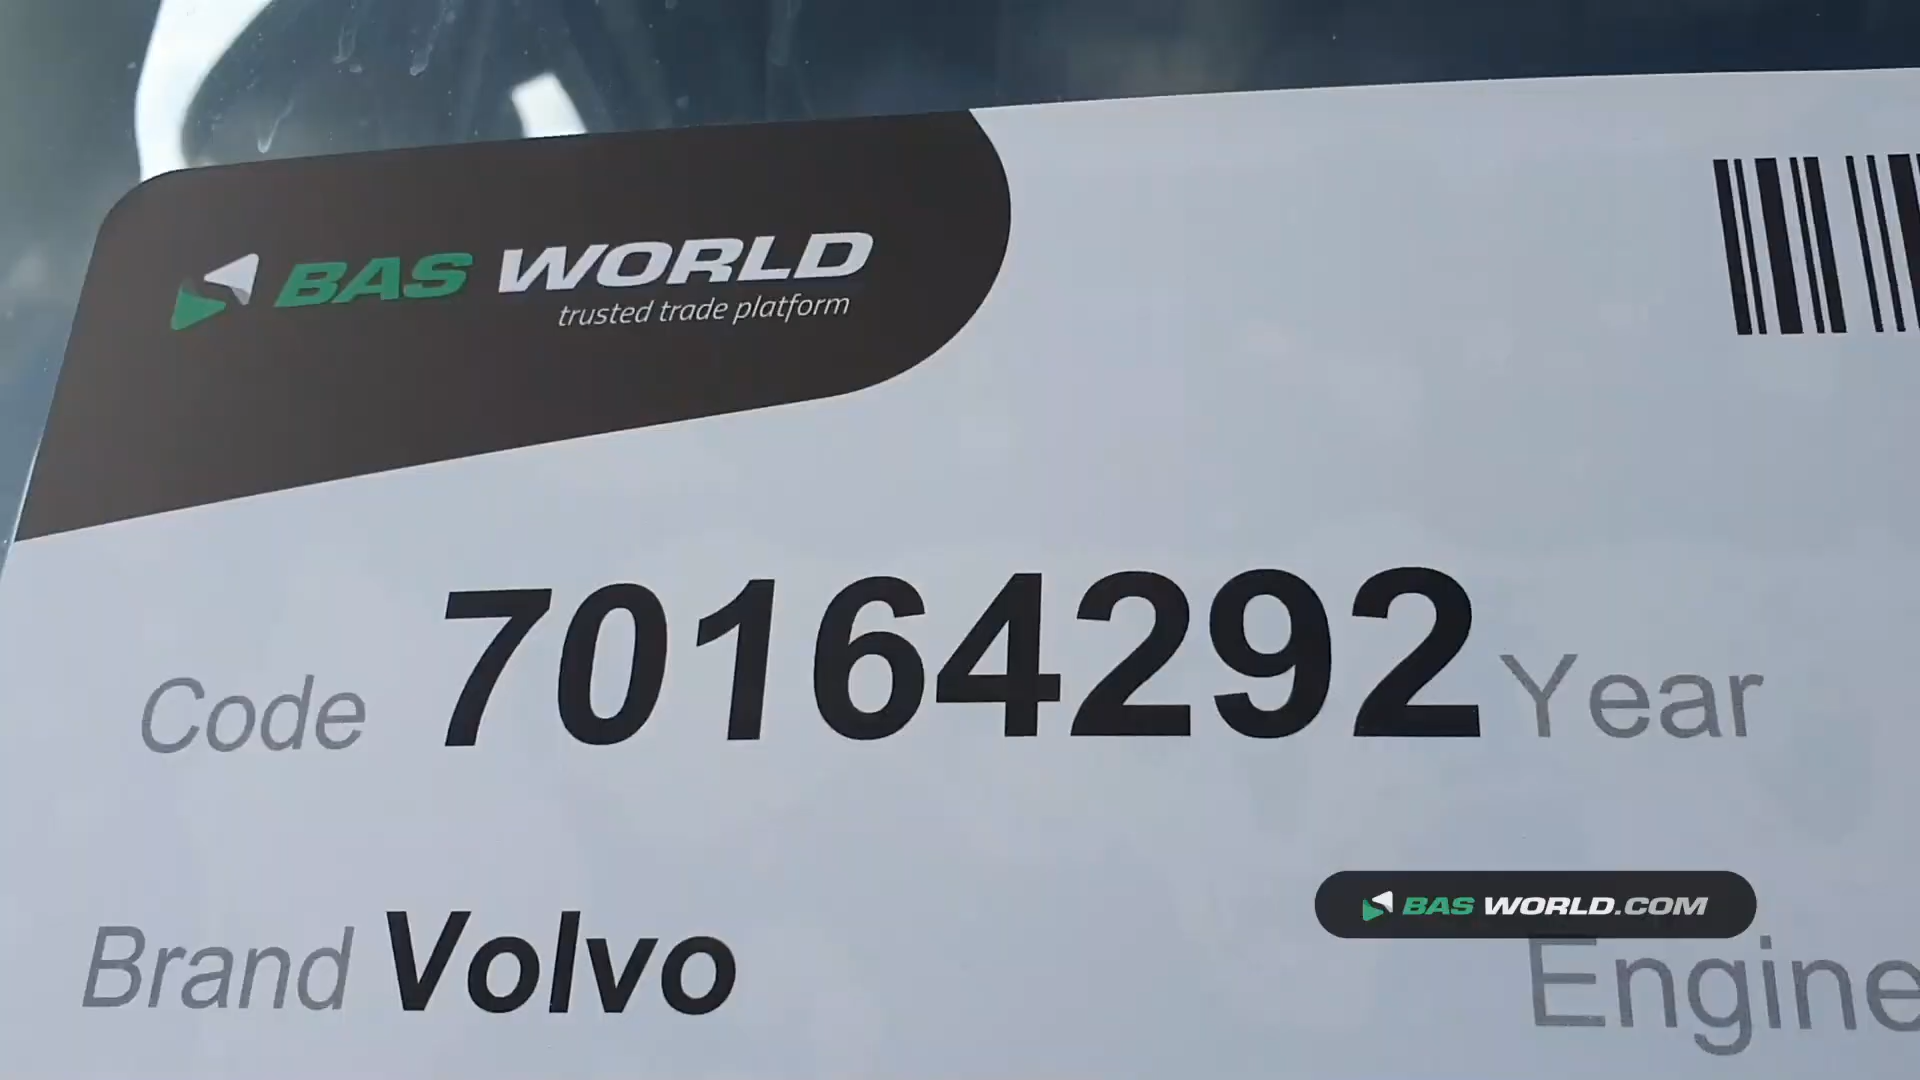 BAS WORLD
trusted trade platform
Code 70164292 Year
BAS WORLD.COM
Brand Volvo Engine